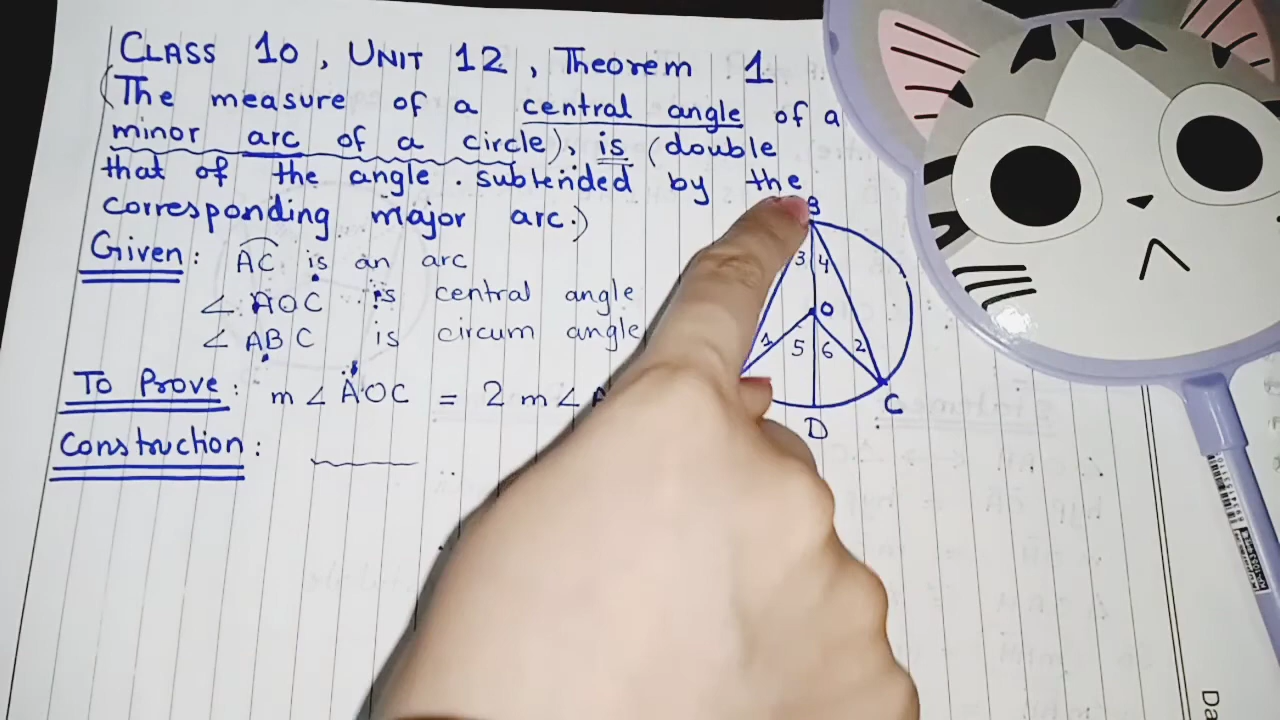 CLASS 10, UNIT 12, Theorem 1
(The measure of a central angle of a
minor arc of a circle), is (double
that of the angle. subtended by the
corresponding major arc.)
Given: AC is an arc
∠ AOC is central angle
∠ ABC is circum angle
To Prove: m∠AOC = 2 m∠
Construction:
B
3 4
O
1 5 6 2
C
D